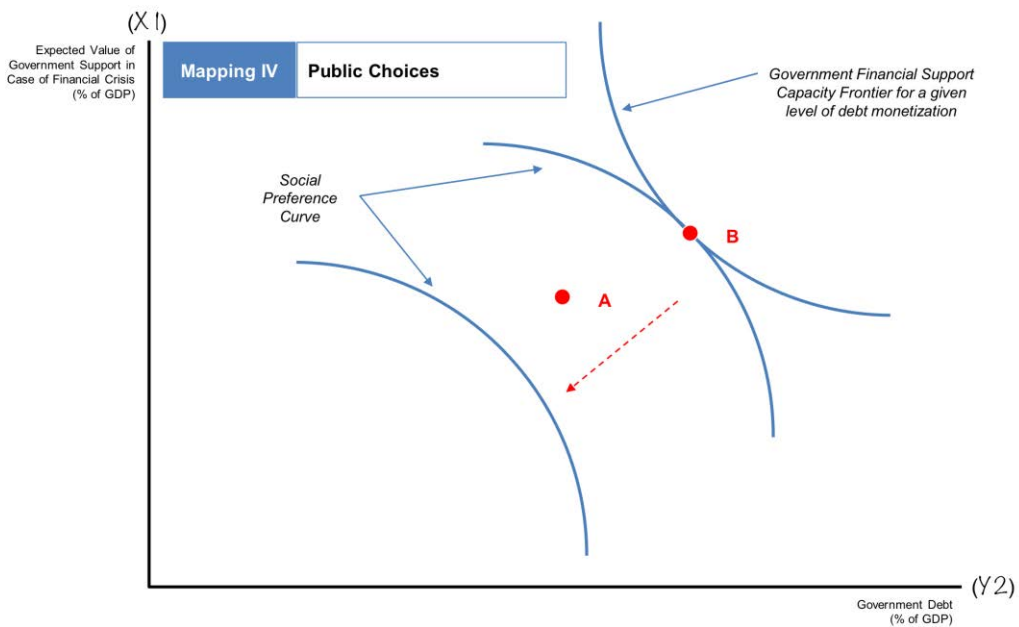 (X1)
Expected Value of
Government Support in
Case of Financial Crisis
(% of GDP)
Mapping IV
Public Choices
Government Financial Support
Capacity Frontier for a given
level of debt monetization
Social
Preference
Curve
B
A
(Y2)
Government Debt
(% of GDP)